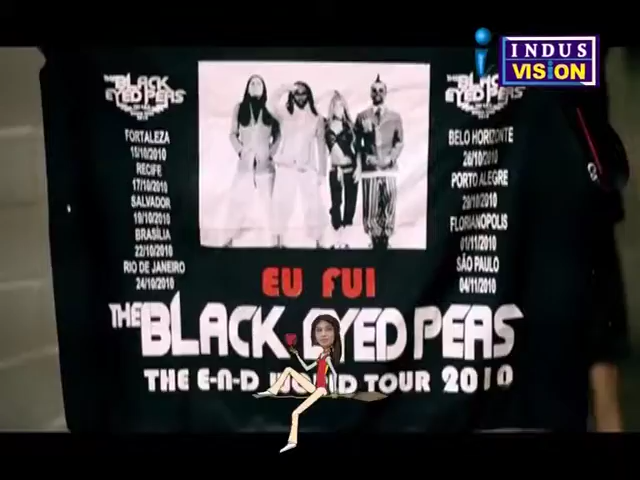 INDUS
VISION
THE BLACK EYED PEAS
FORTALEZA
15/10/2010
RECIFE
17/10/2010
SALVADOR
19/10/2010
BRASÍLIA
22/10/2010
RIO DE JANEIRO
24/10/2010
THE BLACK EYED PEAS
BELO HORIZONTE
26/10/2010
PORTO ALEGRE
29/10/2010
FLORIANOPOLIS
01/11/2010
SÃO PAULO
04/11/2010
EU FUI
THE BLACK EYED PEAS
THE E-N-D WORLD TOUR 2010